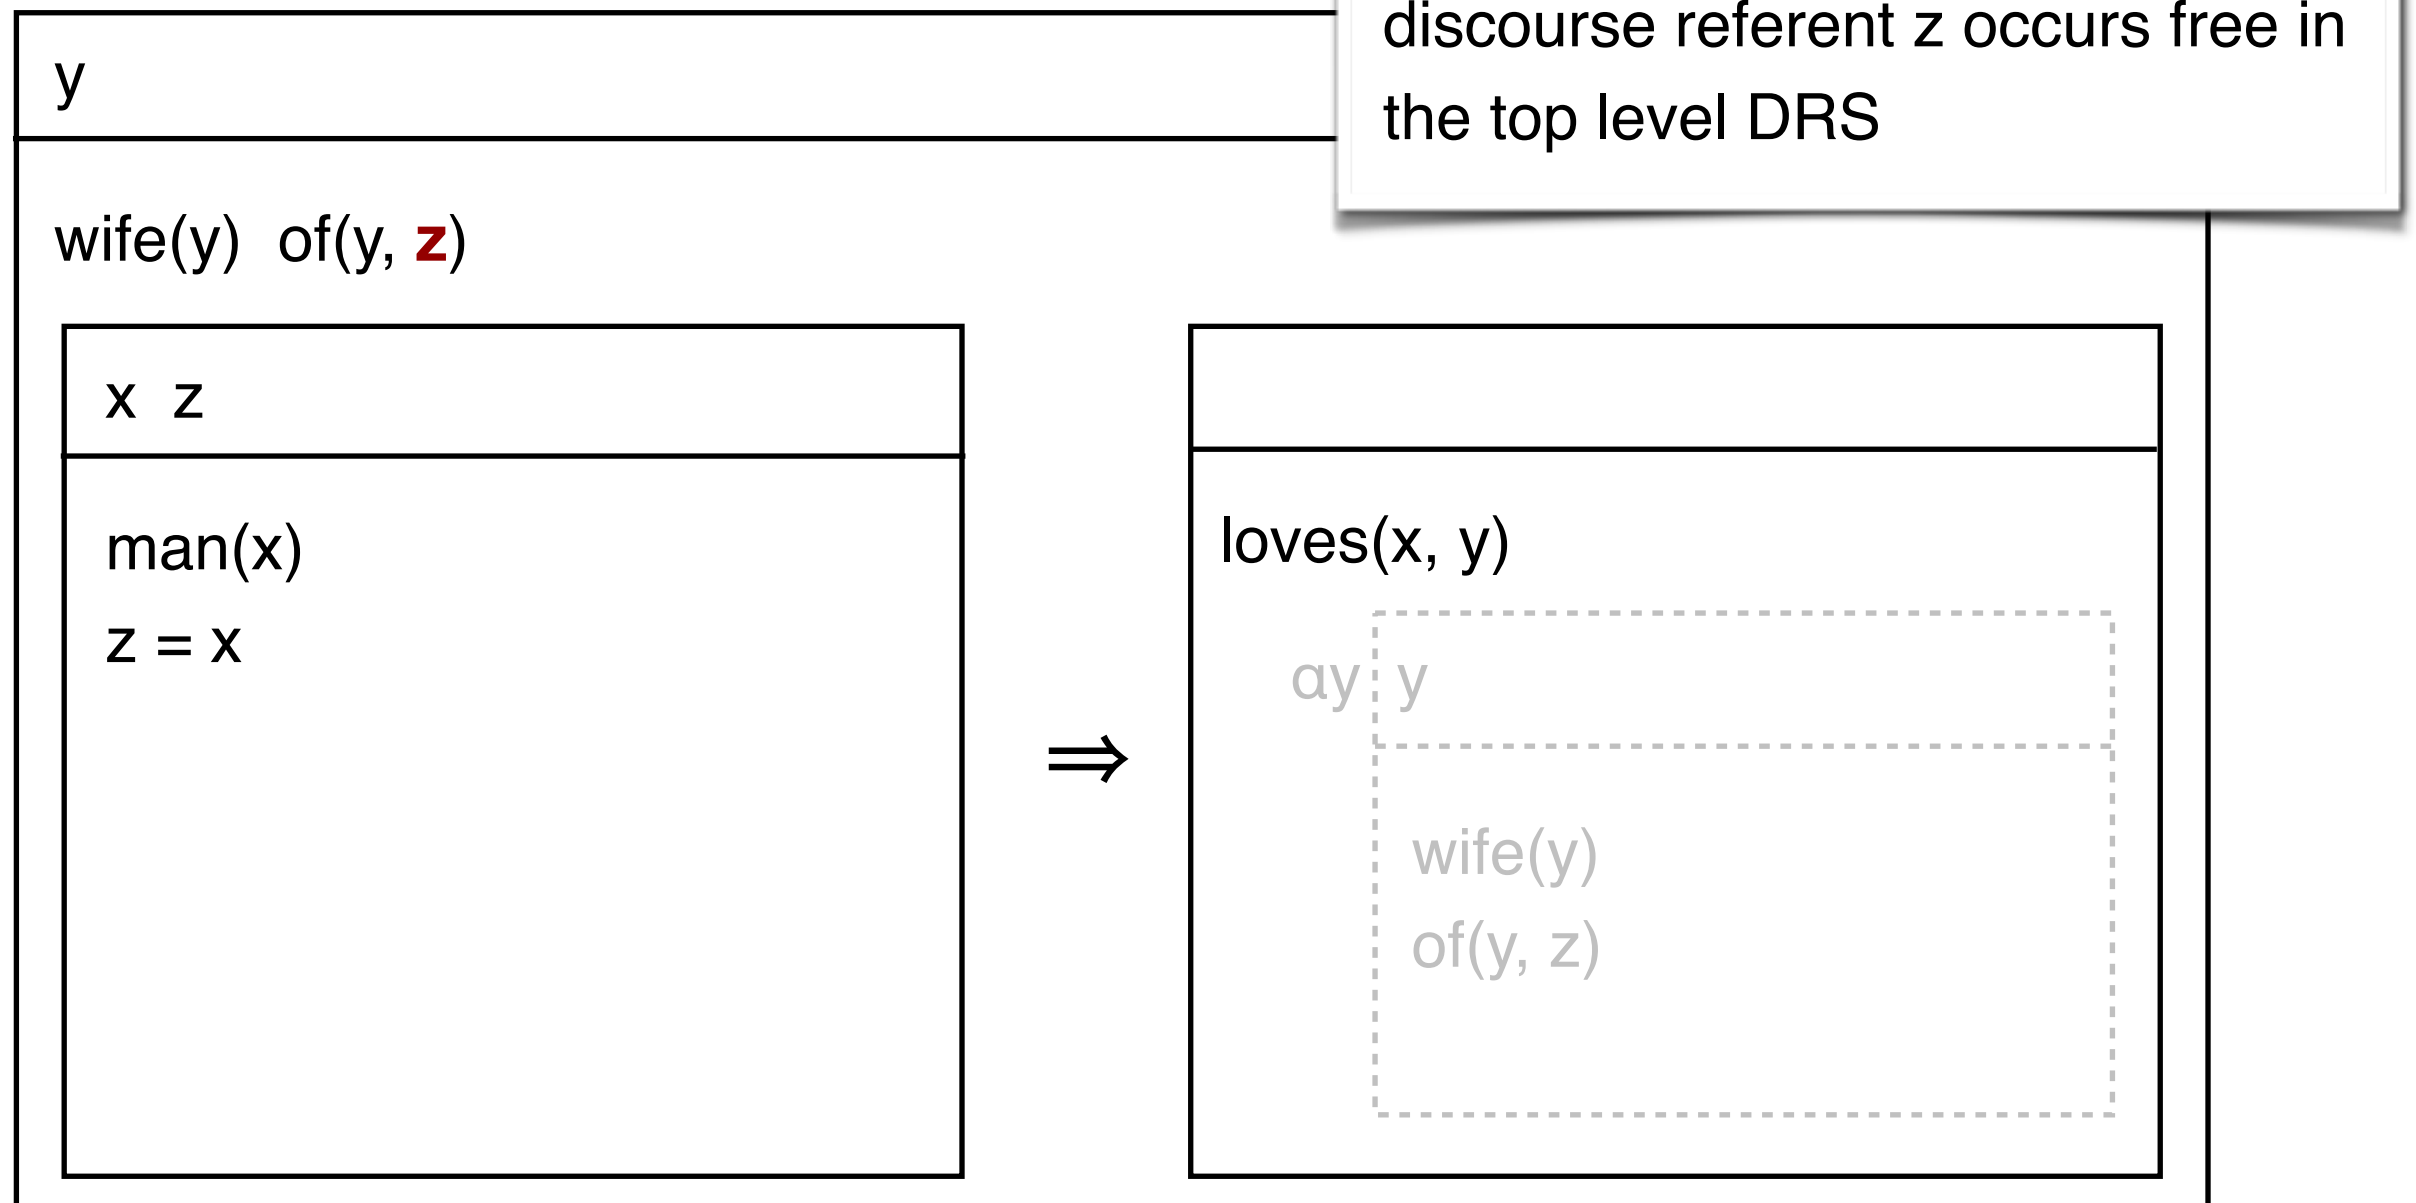 discourse referent z occurs free in
the top level DRS
y
wife(y) of(y, z)
x z
man(x)
z = x
⇒
loves(x, y)
αy y
wife(y)
of(y, z)